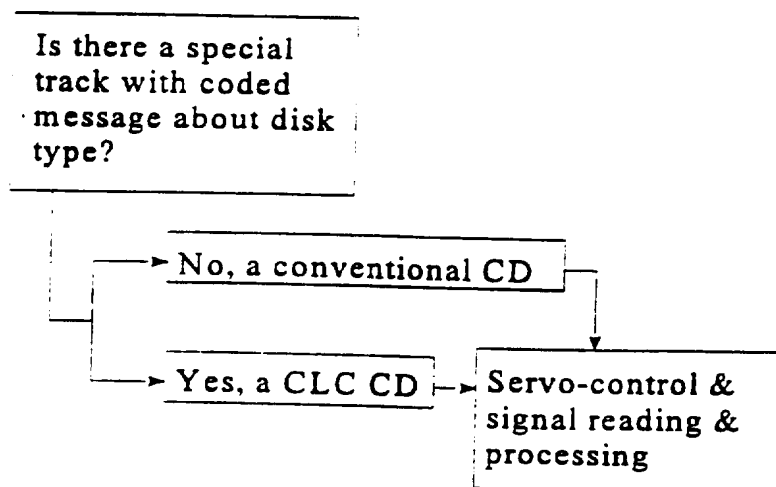 Is there a special
track with coded
message about disk
type?
No, a conventional CD
Yes, a CLC CD
Servo-control &
signal reading &
processing